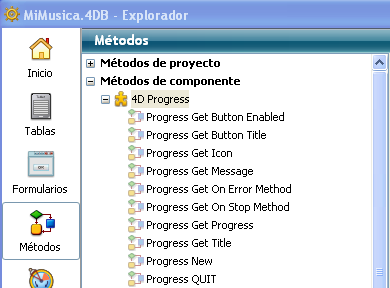 MiMusica.4DB - Explorador
Inicio
Tablas
Formularios
Métodos
Métodos
Métodos de proyecto
Métodos de componente
4D Progress
Progress Get Button Enabled
Progress Get Button Title
Progress Get Icon
Progress Get Message
Progress Get On Error Method
Progress Get On Stop Method
Progress Get Progress
Progress Get Title
Progress New
Progress QUIT